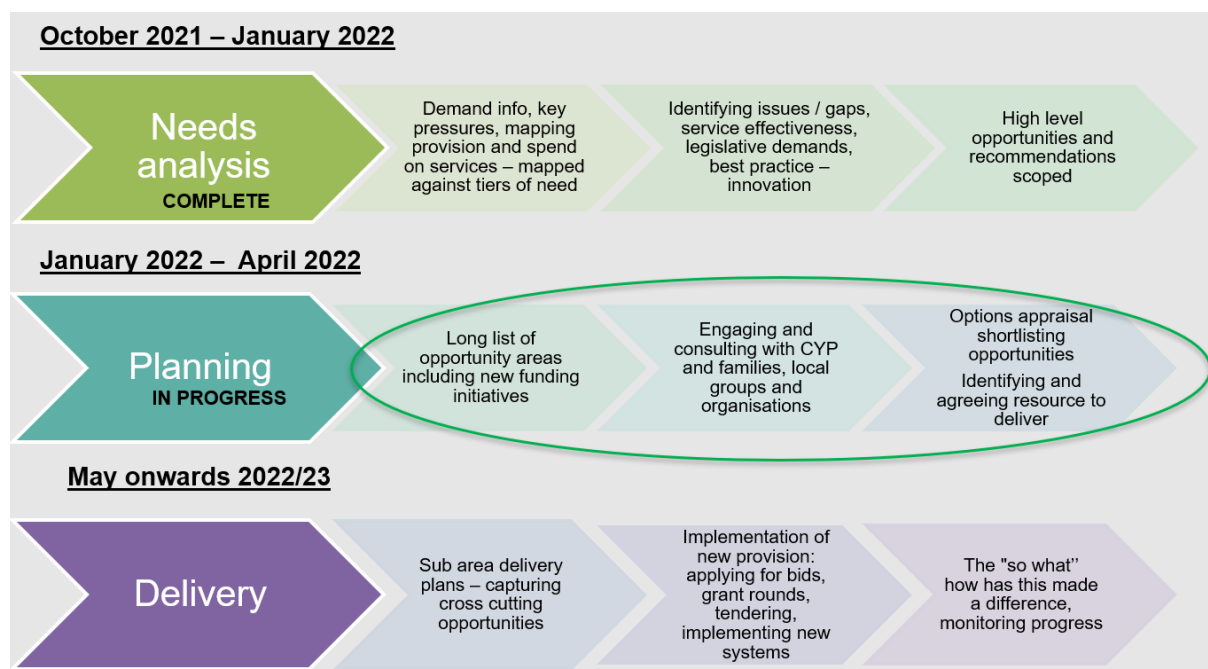 October 2021 – January 2022
Needs
analysis
COMPLETE
Demand info, key
pressures, mapping
provision and spend
on services – mapped
against tiers of need
Identifying issues / gaps,
service effectiveness,
legislative demands,
best practice –
innovation
High level
opportunities and
recommendations
scoped
January 2022 –  April 2022
Planning
IN PROGRESS
Long list of
opportunity areas
including new funding
initiatives
Engaging and
consulting with CYP
and families, local
groups and
organisations
Options appraisal
shortlisting
opportunities
Identifying and
agreeing resource to
deliver
May onwards 2022/23
Delivery
Sub area delivery
plans – capturing
cross cutting
opportunities
Implementation of
new provision:
applying for bids,
grant rounds,
tendering,
implementing new
systems
The "so what''
how has this made
a difference,
monitoring progress